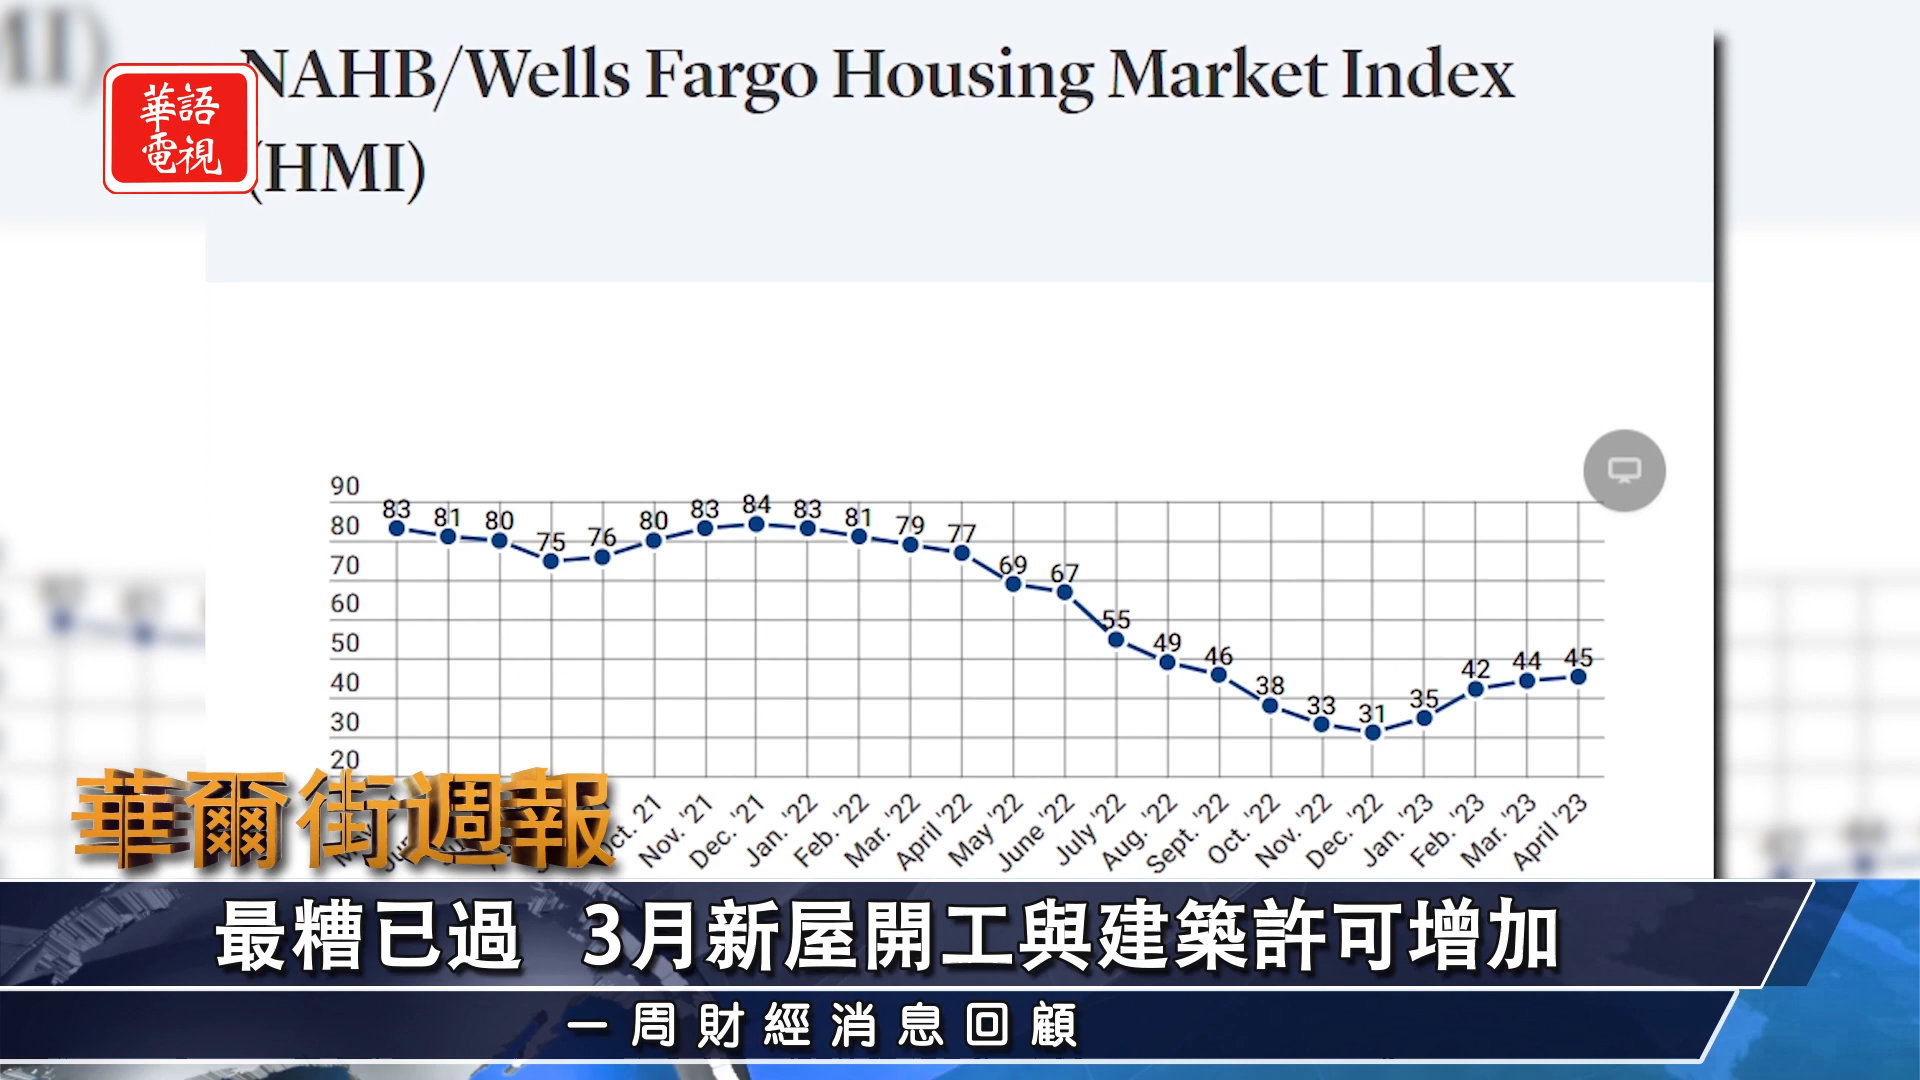 NAHB/Wells Fargo Housing Market Index
(HMI)
華語
電視
90
80
70
60
50
40
30
20
83
81
80
75
76
80
83
84
83
81
79
77
69
67
55
49
46
38
33
31
35
42
44
45
Oct. '21
Nov. '21
Dec. '21
Jan. '22
Feb. '22
Mar. '22
April '22
May '22
June '22
July '22
Aug. '22
Sept. '22
Oct. '22
Nov. '22
Dec. '22
Jan. '23
Feb. '23
Mar. '23
April '23
華爾街週報
最糟已過 3月新屋開工與建築許可增加
一周財經消息回顧